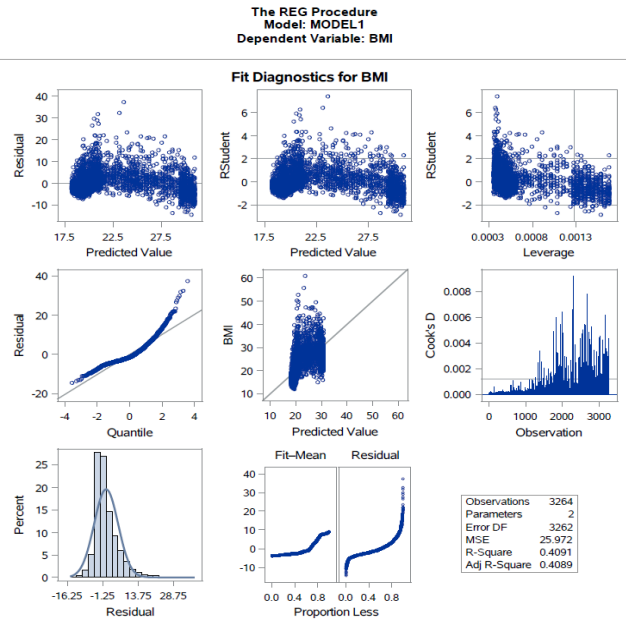 The REG Procedure
Model: MODEL1
Dependent Variable: BMI
Fit Diagnostics for BMI
Residual
40
30
20
10
0
-10
17.5 22.5 27.5
Predicted Value
RStudent
6
4
2
0
-2
17.5 22.5 27.5
Predicted Value
RStudent
6
4
2
0
-2
0.0003 0.0008 0.0013
Leverage
Residual
40
20
0
-20
-4 -2 0 2 4
Quantile
BMI
60
50
40
30
20
10
10 20 30 40 50 60
Predicted Value
Cook's D
0.008
0.006
0.004
0.002
0.000
0 1000 2000 3000
Observation
Percent
25
20
15
10
5
0
-16.25 -1.25 13.75 28.75
Residual
Fit–Mean Residual
40
30
20
10
0
-10
0.0 0.4 0.8 0.0 0.4 0.8
Proportion Less
Observations 3264
Parameters 2
Error DF 3262
MSE 25.972
R-Square 0.4091
Adj R-Square 0.4089